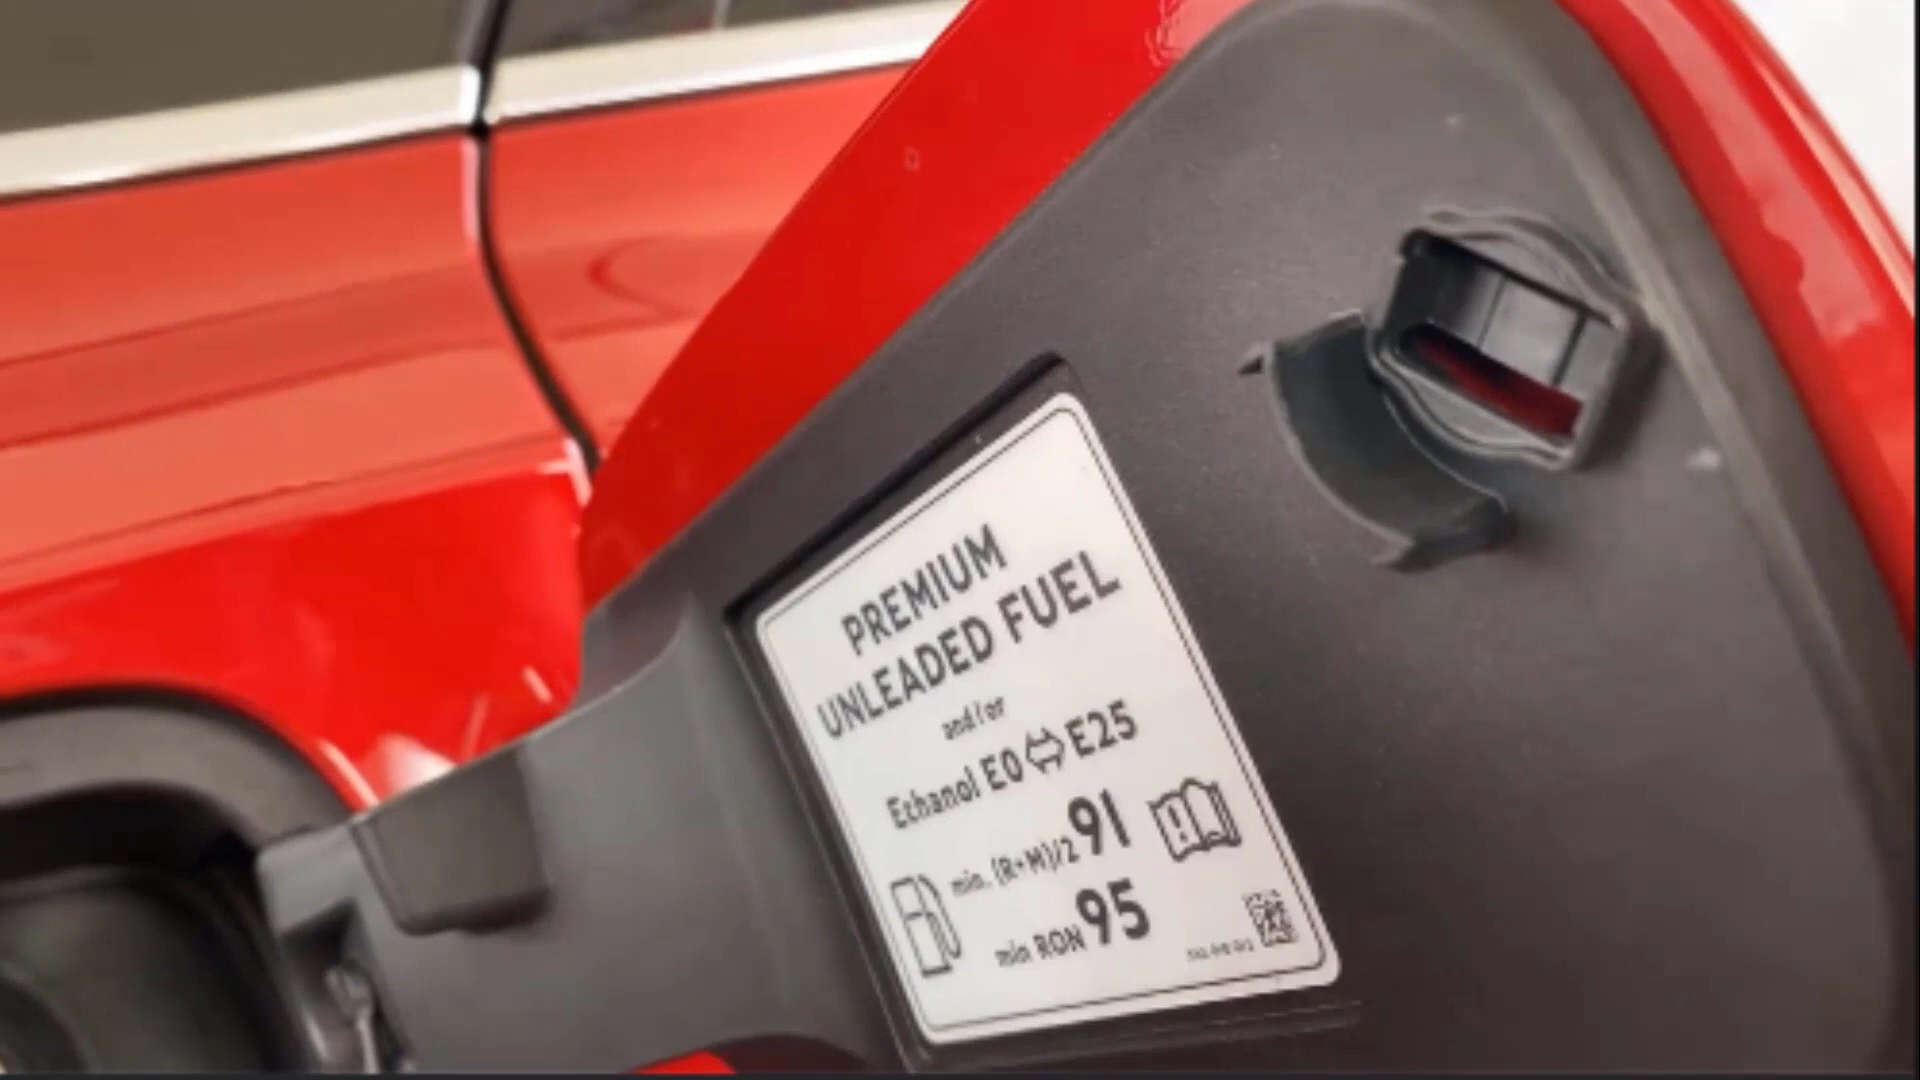 PREMIUM
UNLEADED FUEL
and/or
Ethanol E0 E25
min. (R+M)/2 91
min RON 95